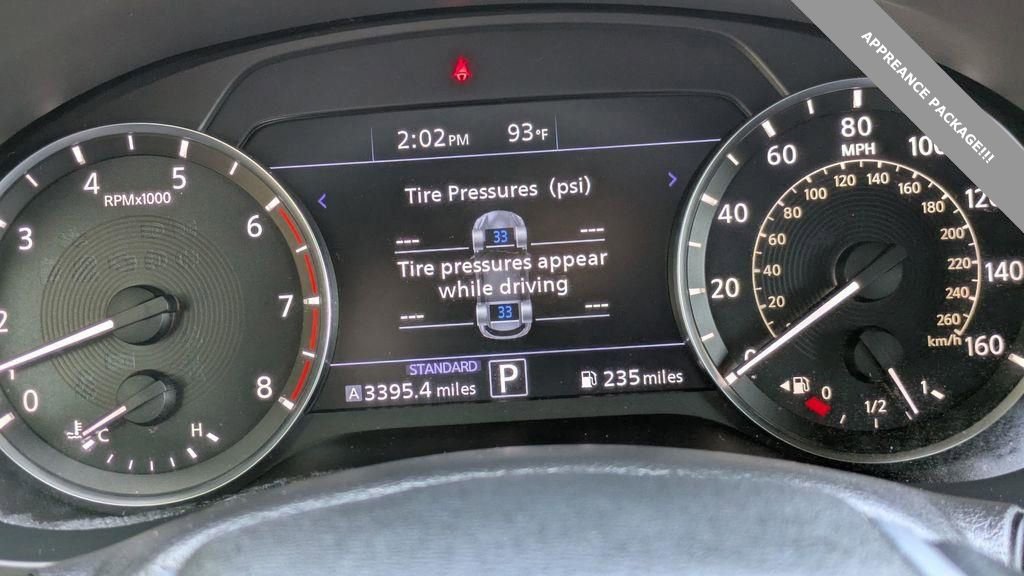 APPREANCE PACKAGE!!!
2:02PM 93°F
Tire Pressures (psi)
--- 33 ---
Tire pressures appear
while driving
--- 33 ---
STANDARD
A 3395.4 miles P 235 miles
RPMx1000
0
2
3
4
5
6
7
8
C H
MPH
20
40
60
80
100
120
140
160
km/h
20
40
60
80
100
120
140
160
180
200
220
240
260
0 1/2 1